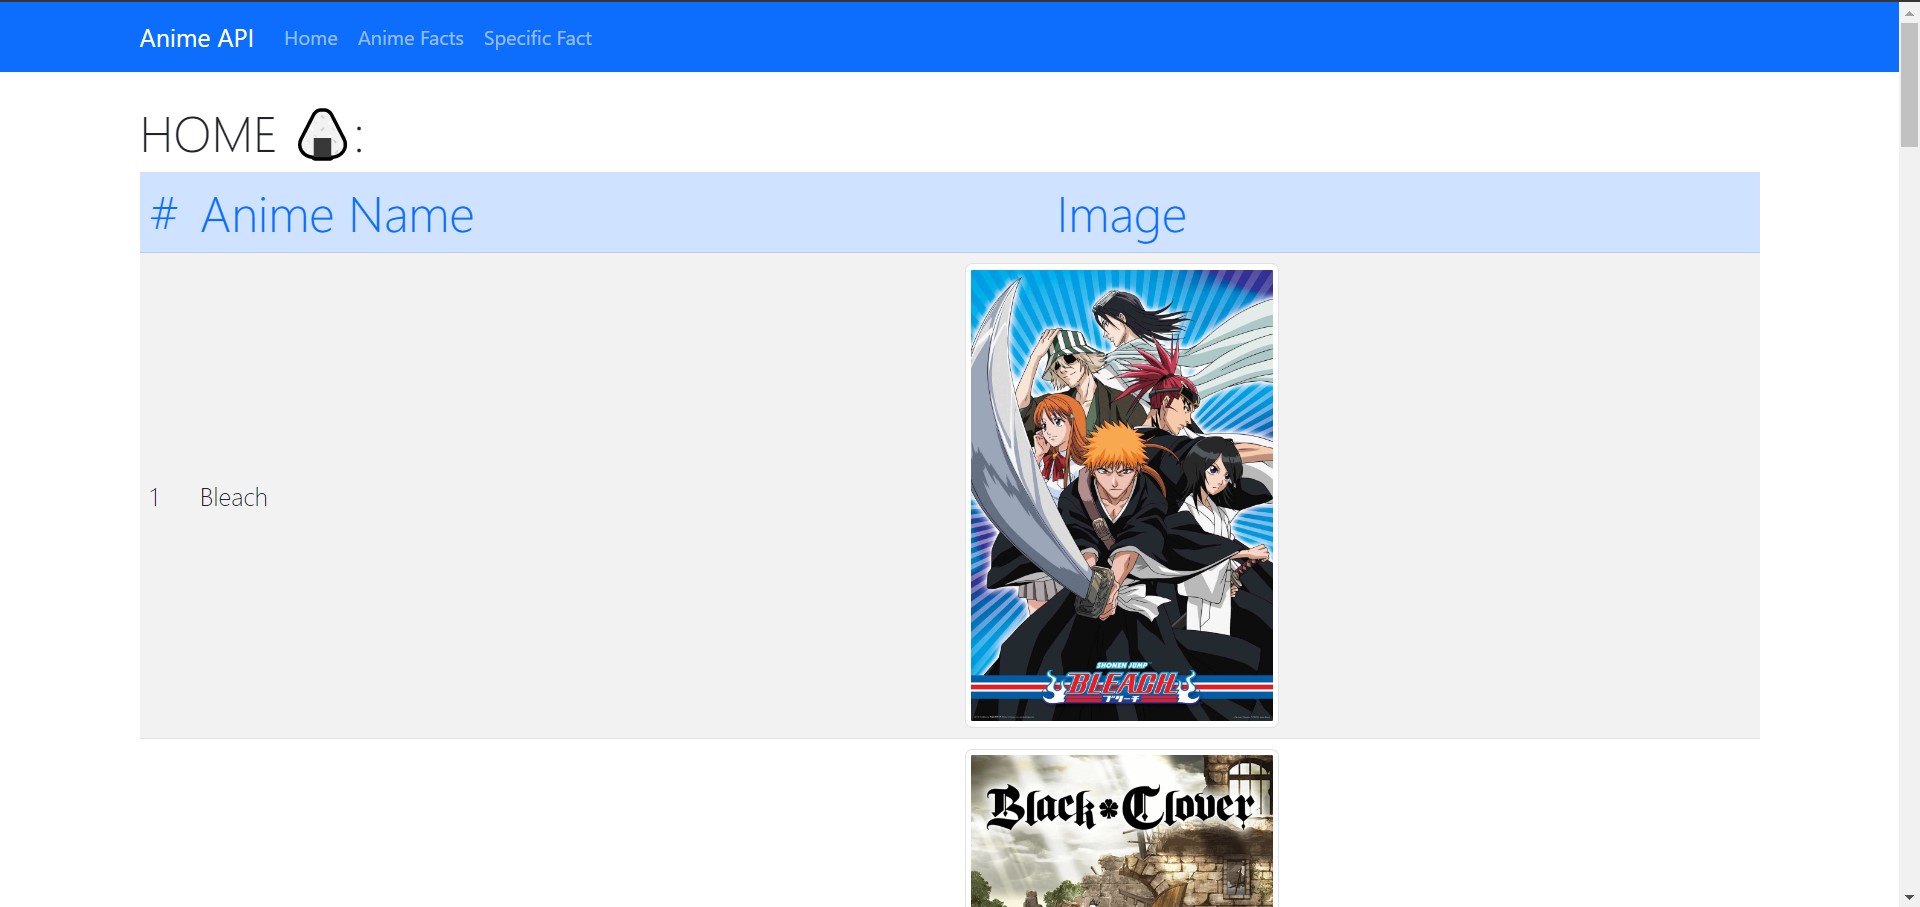 Anime API Home Anime Facts Specific Fact
HOME 🍙:
# Anime Name Image
1 Bleach
SHONEN JUMP
BLEACH
ブリーチ
Black Clover